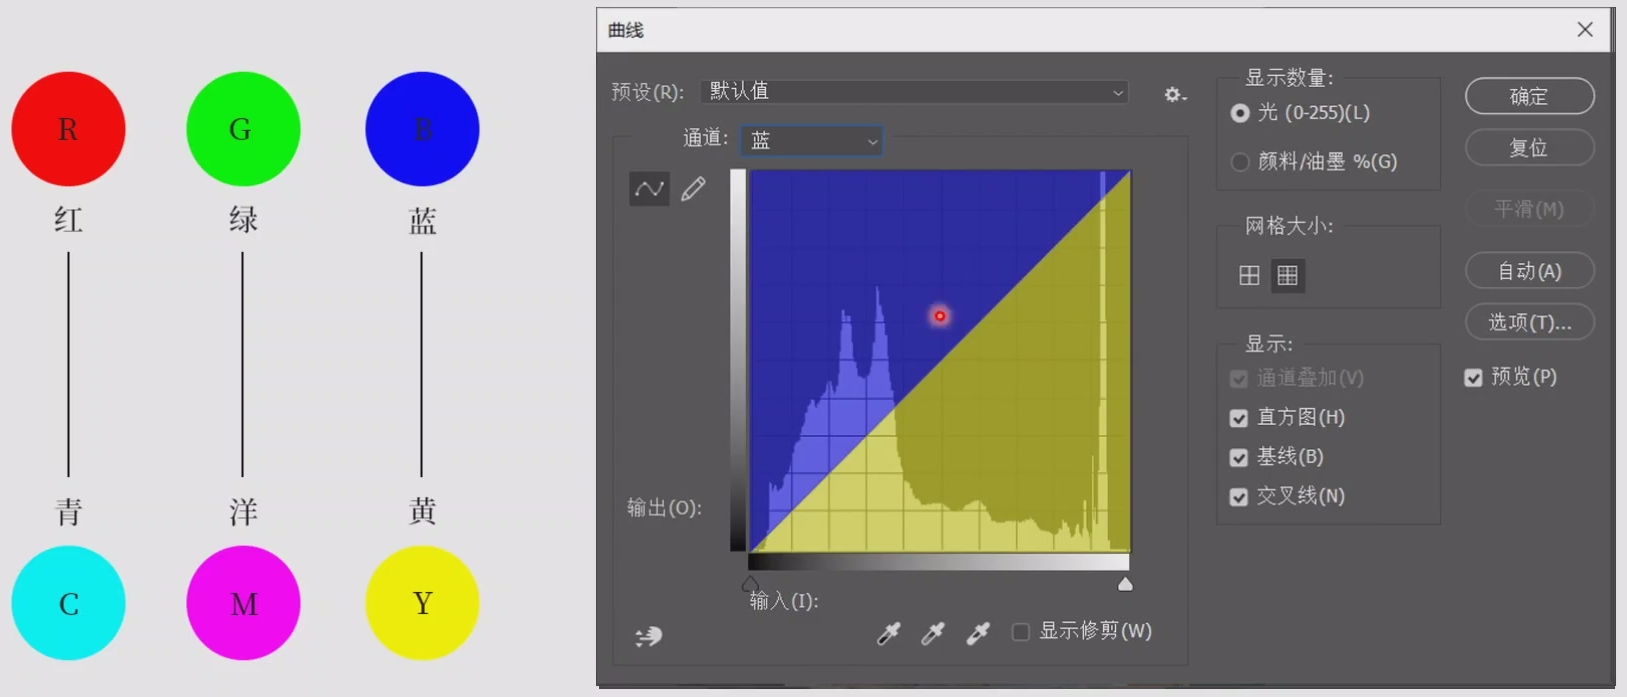 R G B
红 绿 蓝
青 洋 黄
C M Y
曲线
预设(R): 默认值
通道: 蓝
输出(O):
输入(I):
显示修剪(W)
显示数量:
光 (0-255)(L)
颜料/油墨 %(G)
网格大小:
显示:
通道叠加(V)
直方图(H)
基线(B)
交叉线(N)
确定
复位
平滑(M)
自动(A)
选项(T)...
预览(P)